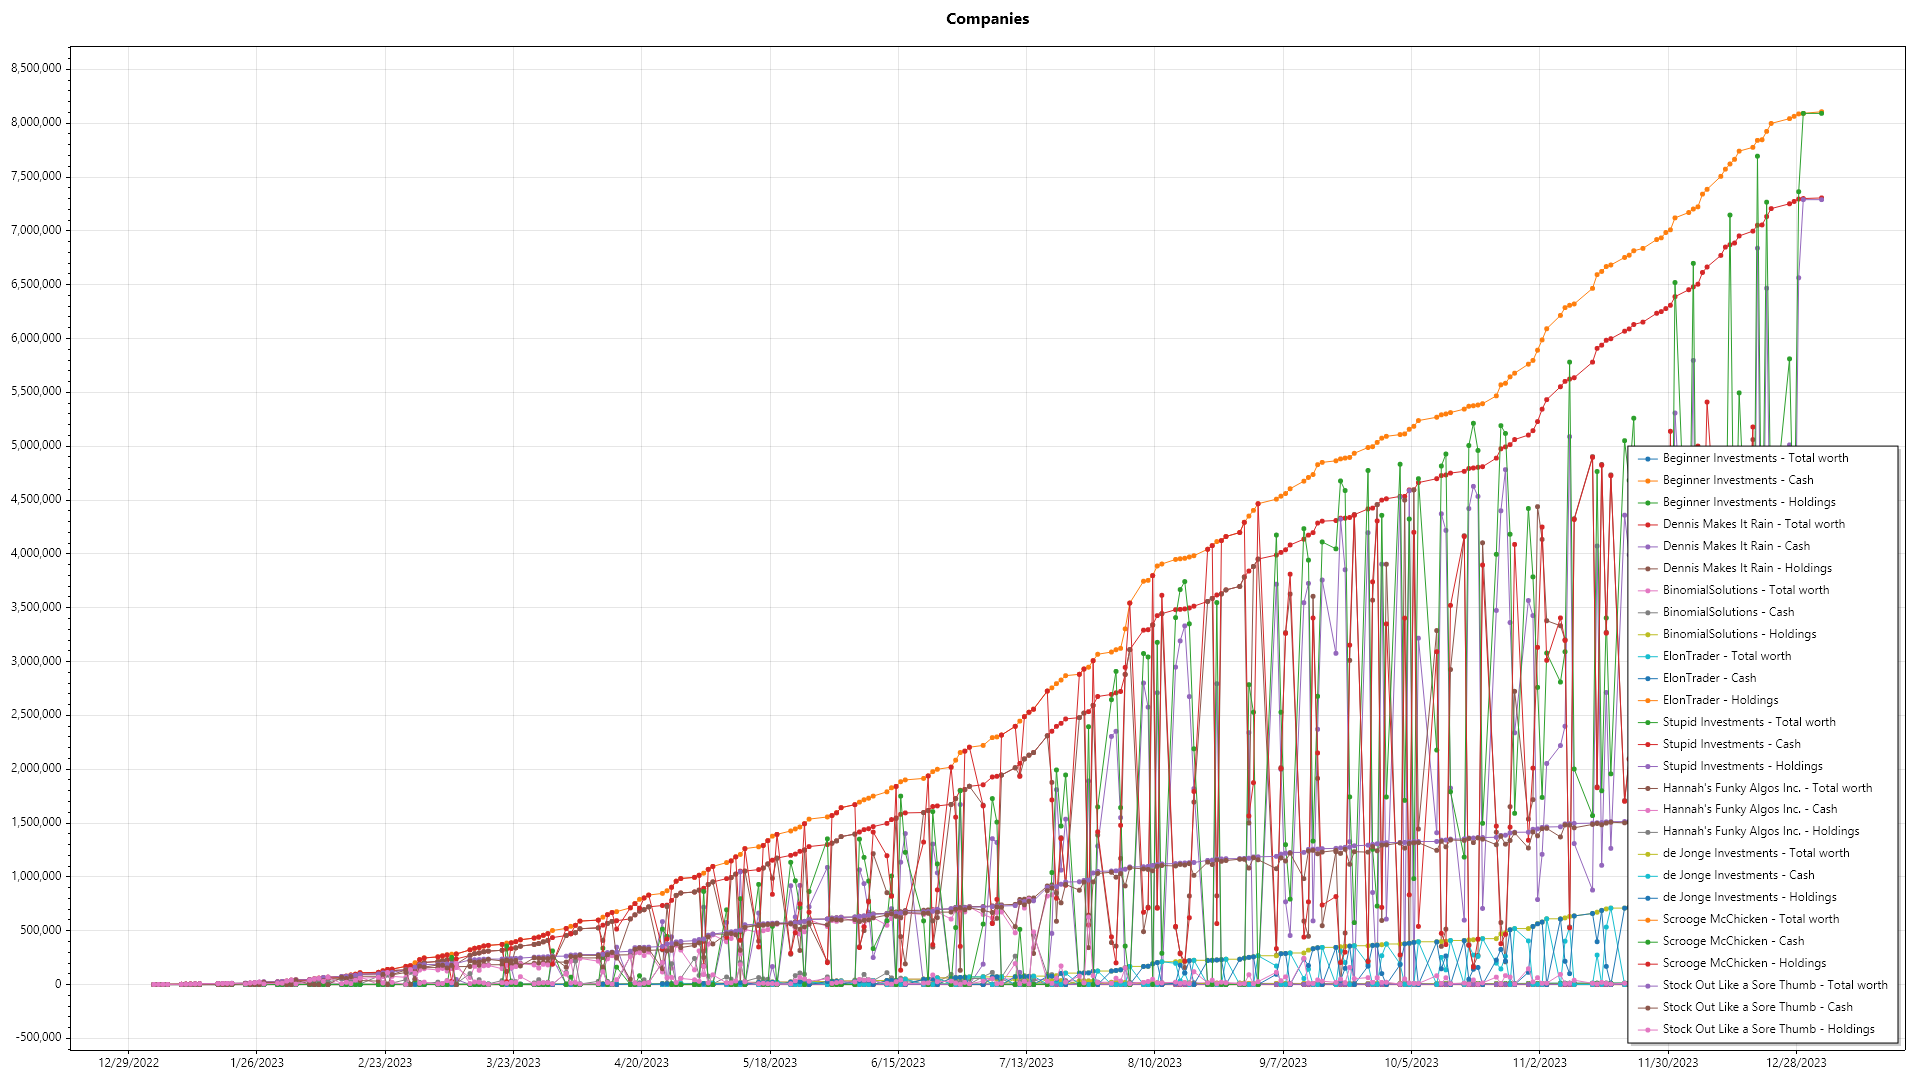 Companies
8,500,000
8,000,000
7,500,000
7,000,000
6,500,000
6,000,000
5,500,000
5,000,000
4,500,000
4,000,000
3,500,000
3,000,000
2,500,000
2,000,000
1,500,000
1,000,000
500,000
0
-500,000
12/29/2022
1/26/2023
2/23/2023
3/23/2023
4/20/2023
5/18/2023
6/15/2023
7/13/2023
8/10/2023
9/7/2023
10/5/2023
11/2/2023
11/30/2023
12/28/2023
Beginner Investments - Total worth
Beginner Investments - Cash
Beginner Investments - Holdings
Dennis Makes It Rain - Total worth
Dennis Makes It Rain - Cash
Dennis Makes It Rain - Holdings
BinomialSolutions - Total worth
BinomialSolutions - Cash
BinomialSolutions - Holdings
ElonTrader - Total worth
ElonTrader - Cash
ElonTrader - Holdings
Stupid Investments - Total worth
Stupid Investments - Cash
Stupid Investments - Holdings
Hannah's Funky Algos Inc. - Total worth
Hannah's Funky Algos Inc. - Cash
Hannah's Funky Algos Inc. - Holdings
de Jonge Investments - Total worth
de Jonge Investments - Cash
de Jonge Investments - Holdings
Scrooge McChicken - Total worth
Scrooge McChicken - Cash
Scrooge McChicken - Holdings
Stock Out Like a Sore Thumb - Total worth
Stock Out Like a Sore Thumb - Cash
Stock Out Like a Sore Thumb - Holdings